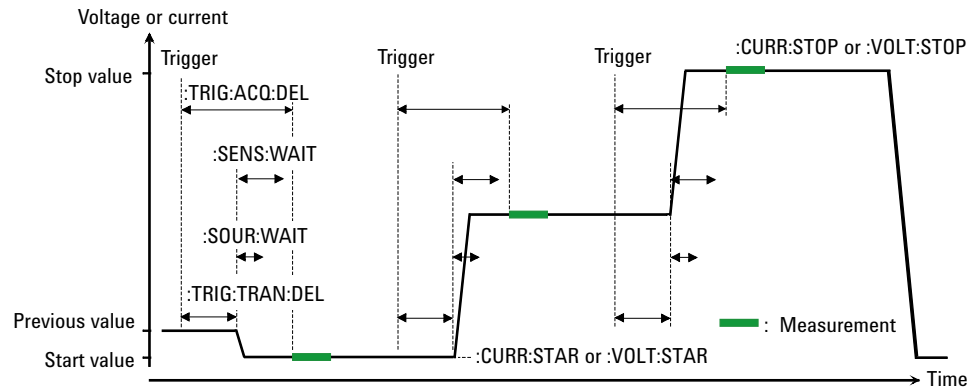 Voltage or current
Trigger
Trigger
Trigger
:CURR:STOP or :VOLT:STOP
Stop value
:TRIG:ACQ:DEL
:SENS:WAIT
:SOUR:WAIT
:TRIG:TRAN:DEL
Previous value
: Measurement
Start value
:CURR:STAR or :VOLT:STAR
Time